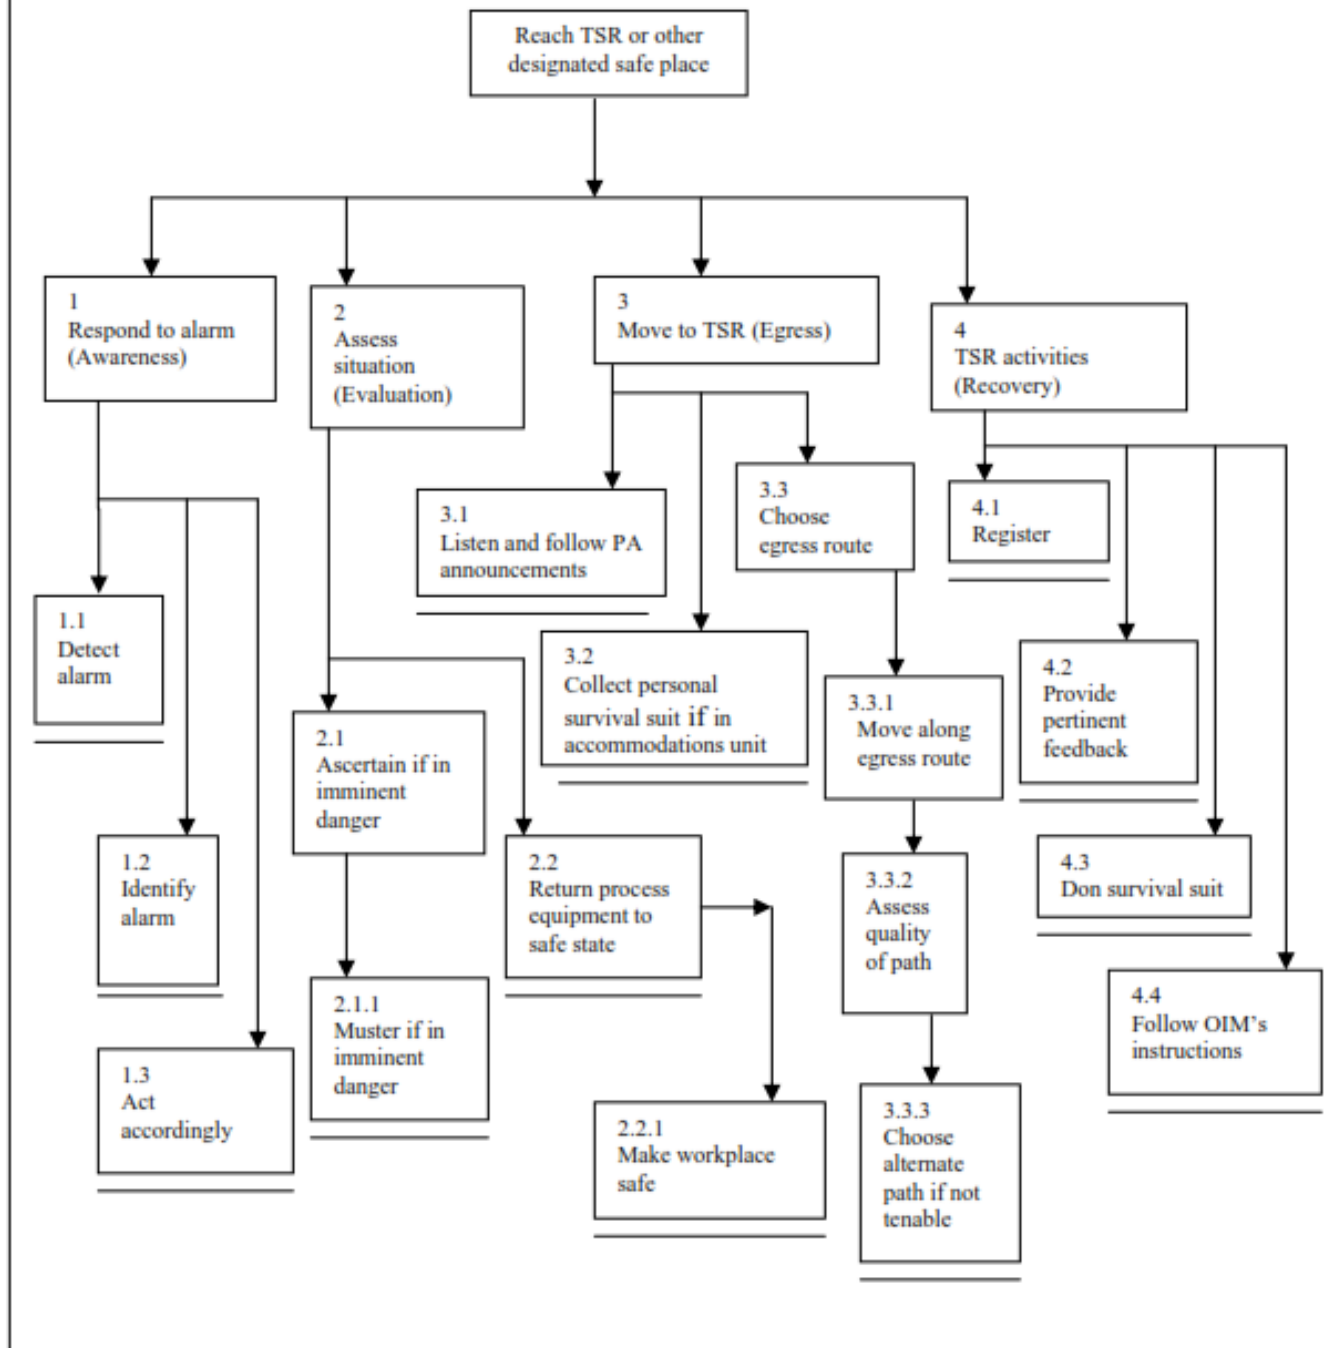 Reach TSR or other
designated safe place
1
Respond to alarm
(Awareness)
2
Assess
situation
(Evaluation)
3
Move to TSR (Egress)
4
TSR activities
(Recovery)
1.1
Detect
alarm
1.2
Identify
alarm
1.3
Act
accordingly
2.1
Ascertain if in
imminent
danger
2.1.1
Muster if in
imminent
danger
2.2
Return process
equipment to
safe state
2.2.1
Make workplace
safe
3.1
Listen and follow PA
announcements
3.2
Collect personal
survival suit if in
accommodations unit
3.3
Choose
egress route
3.3.1
Move along
egress route
3.3.2
Assess
quality
of path
3.3.3
Choose
alternate
path if not
tenable
4.1
Register
4.2
Provide
pertinent
feedback
4.3
Don survival suit
4.4
Follow OIM's
instructions